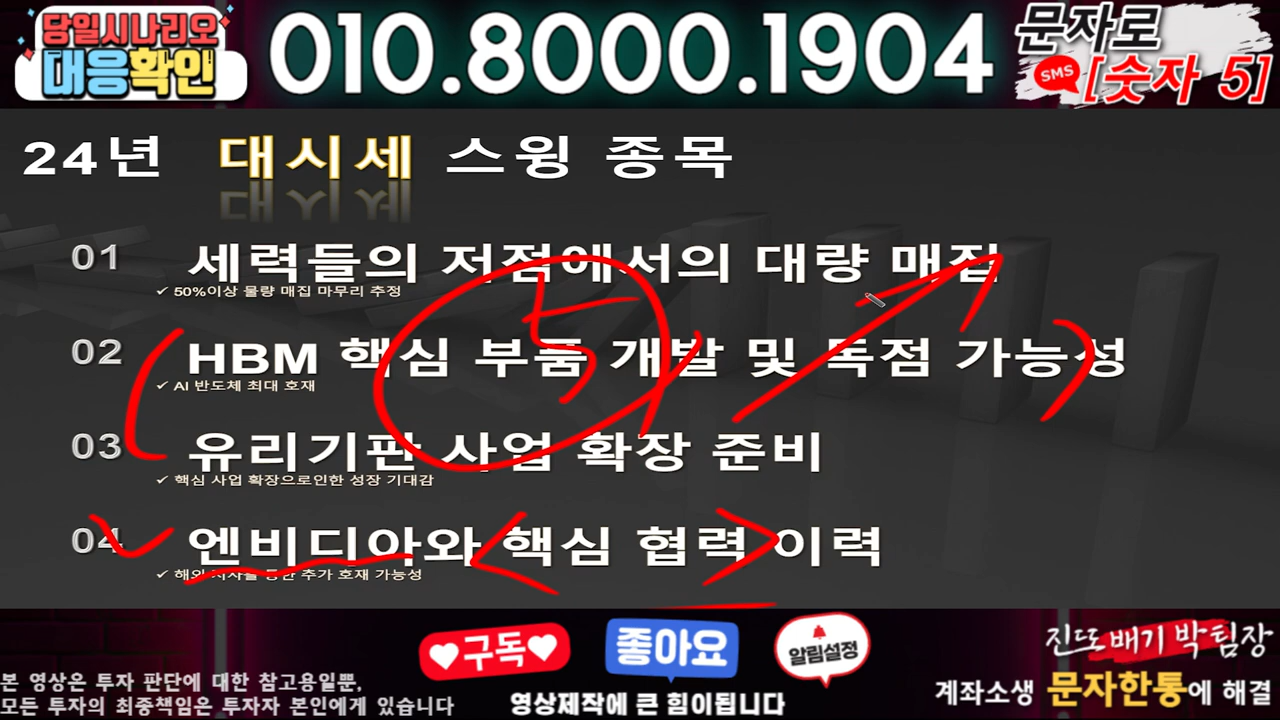 당일시나리오
대응확인
010.8000.1904
문자로
SMS
[숫자 5]
24년 대시세 스윙 종목
01 세력들의 저점에서의 대량 매집
✓ 50%이상 물량 매집 마무리 추정
02 HBM 핵심 부품 개발 및 독점 가능성
✓ AI 반도체 최대 호재
03 유리기판 사업 확장 준비
✓ 핵심 사업 확장으로인한 성장 기대감
04 엔비디아와 핵심 협력 이력
✓ 해외 통한 추가 호재 가능성
5
구독
좋아요
알림설정
영상제작에 큰 힘이됩니다
본 영상은 투자 판단에 대한 참고용일뿐,
모든 투자의 최종책임은 투자자 본인에게 있습니다
진또배기 박팀장
계좌소생 문자한통에 해결